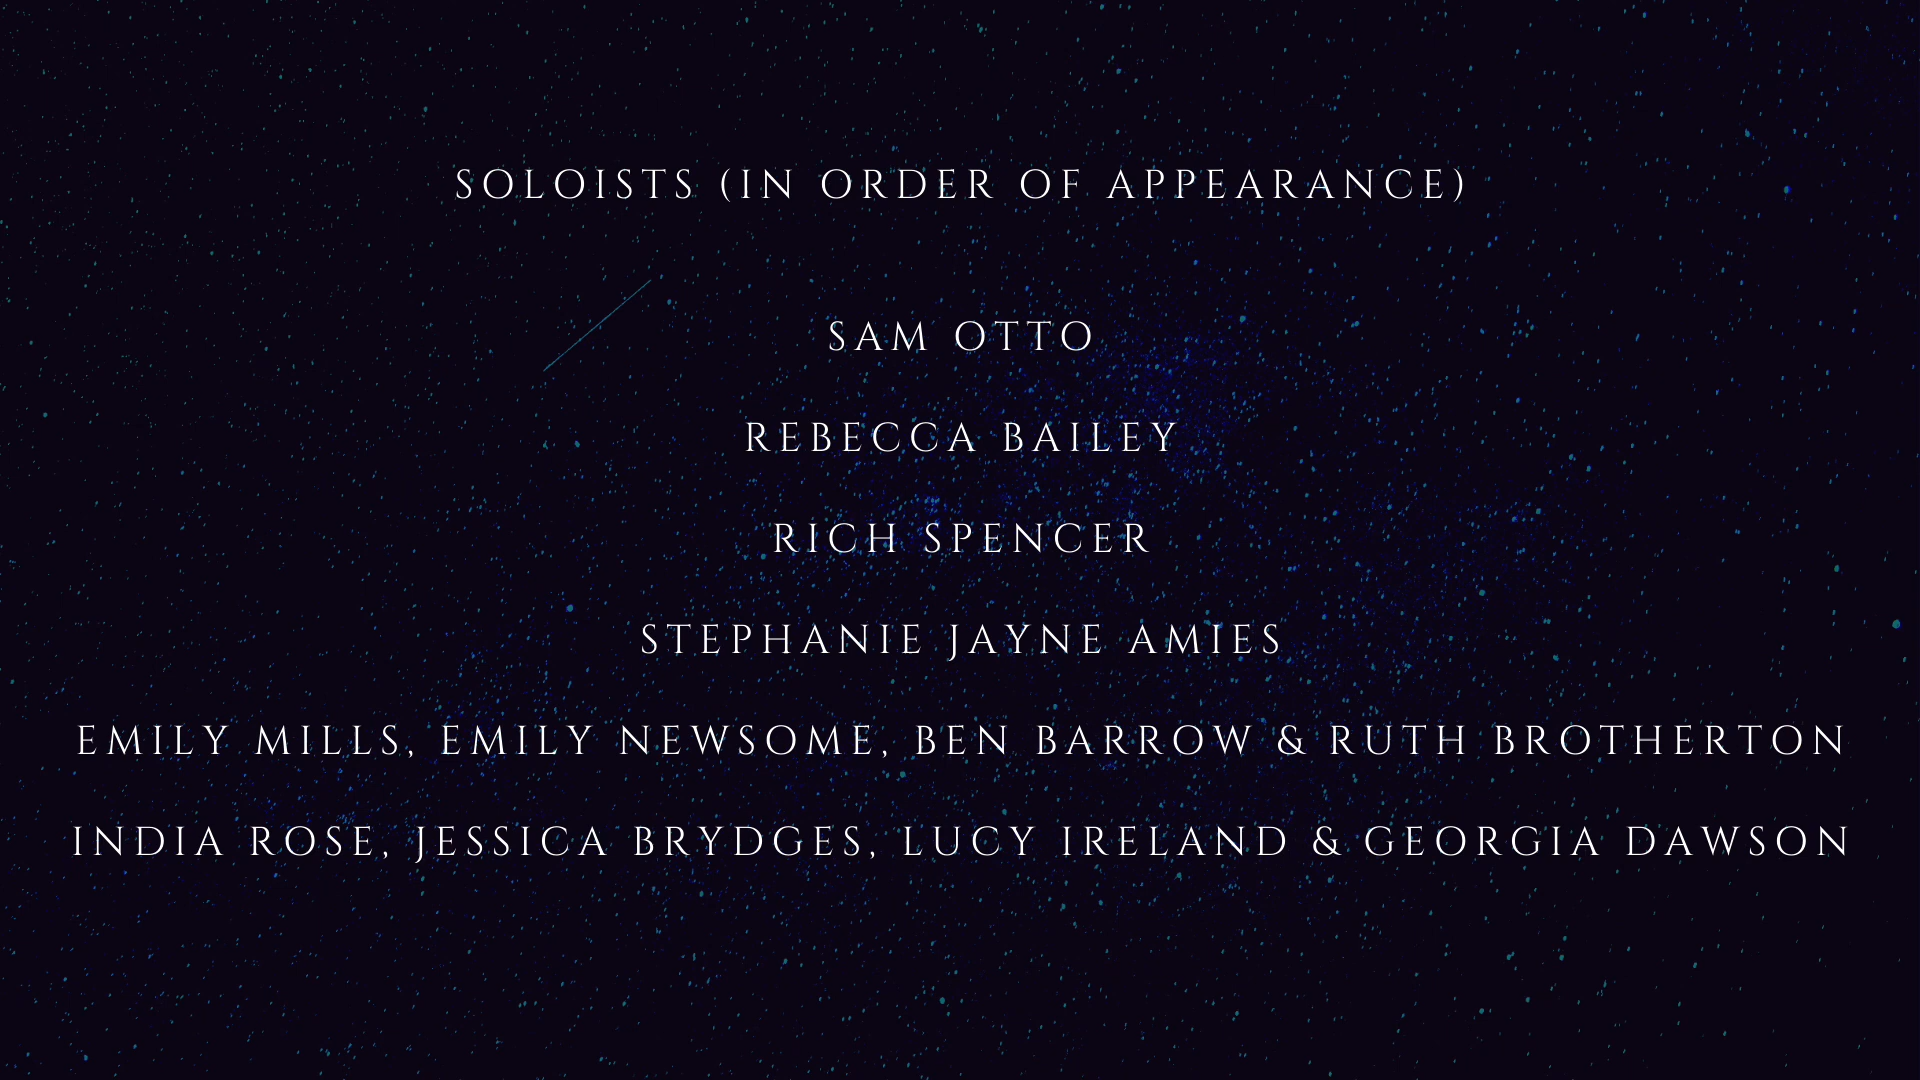 SOLOISTS (IN ORDER OF APPEARANCE)
SAM OTTO
REBECCA BAILEY
RICH SPENCER
STEPHANIE JAYNE AMIES
EMILY MILLS, EMILY NEWSOME, BEN BARROW & RUTH BROTHERTON
INDIA ROSE, JESSICA BRYDGES, LUCY IRELAND & GEORGIA DAWSON